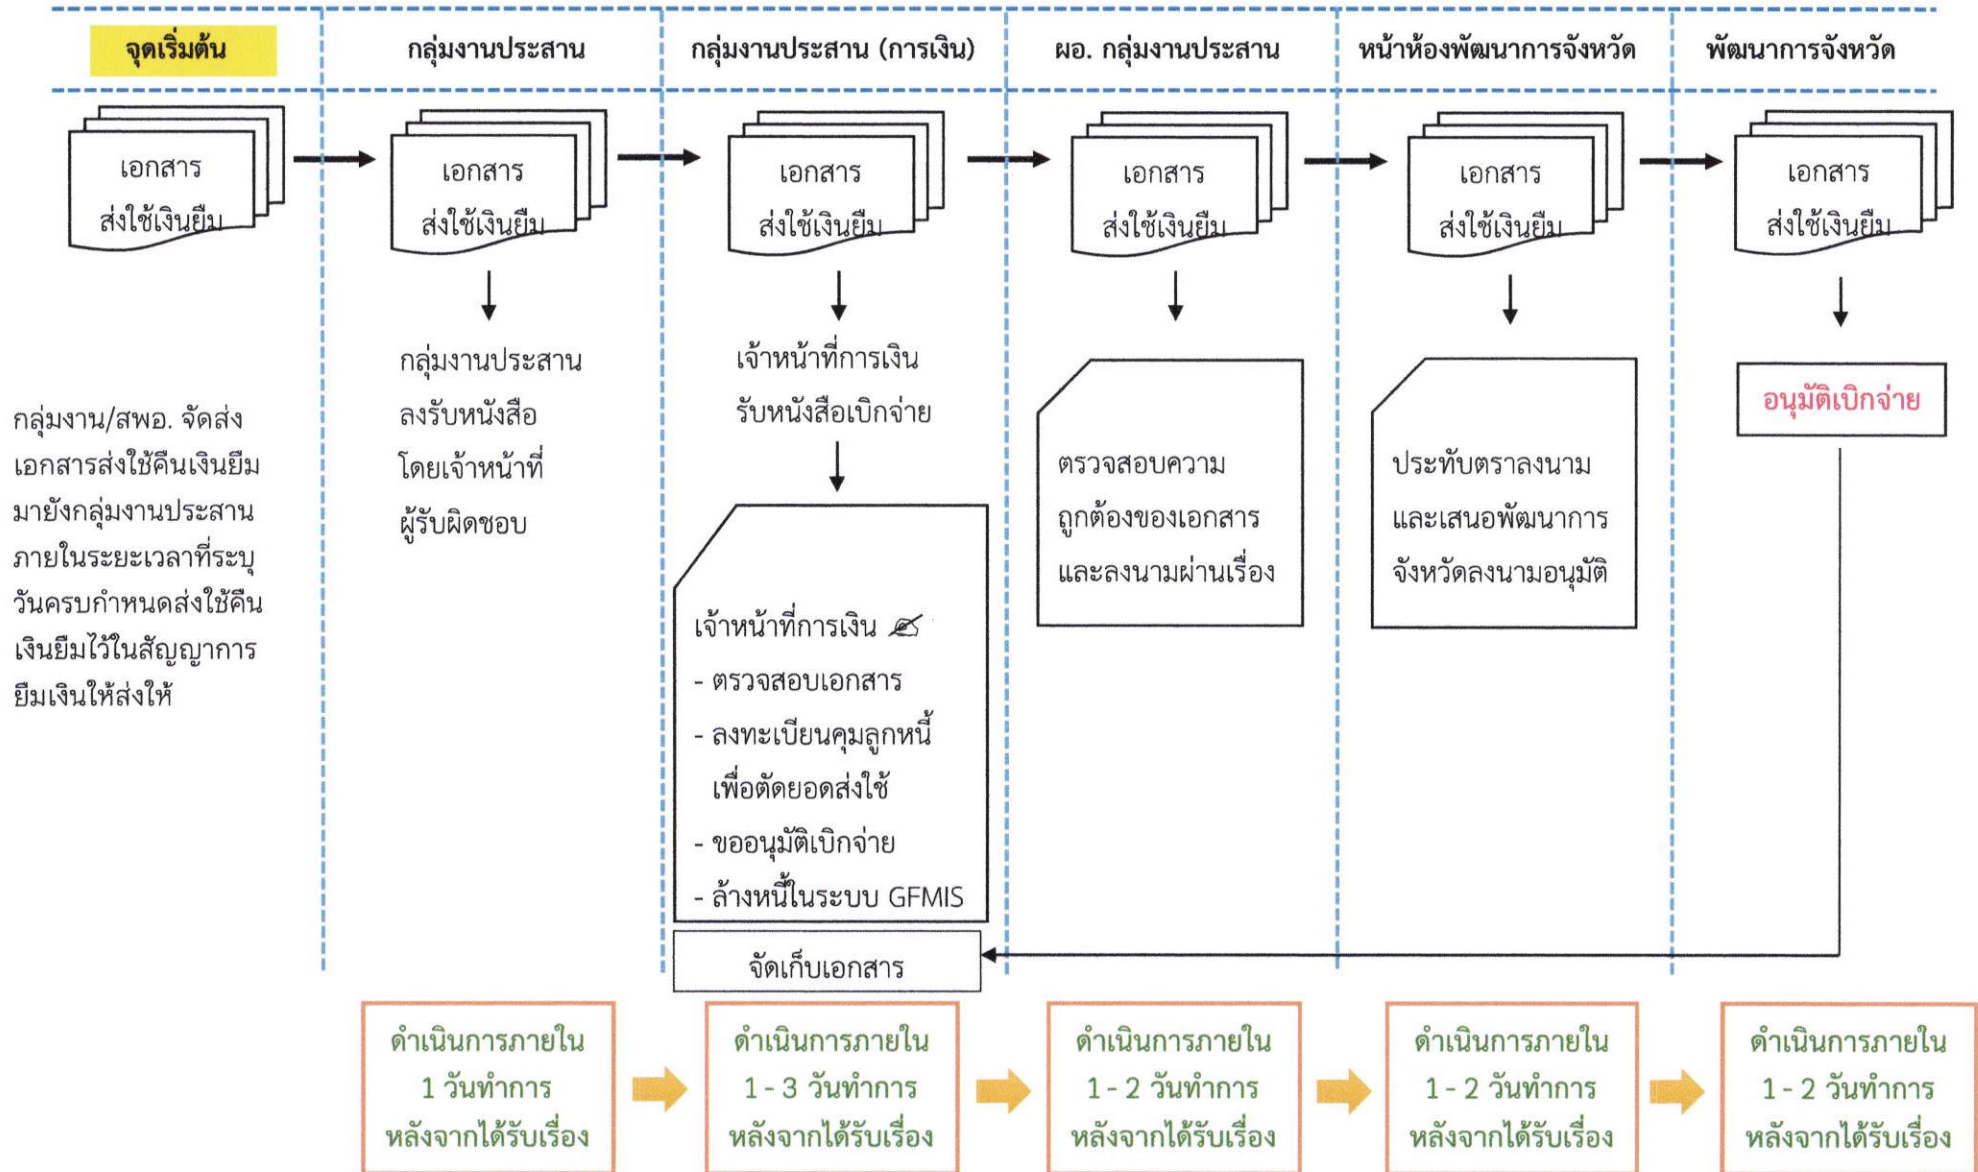 จุดเริ่มต้น
กลุ่มงานประสาน
กลุ่มงานประสาน (การเงิน)
ผอ. กลุ่มงานประสาน
หน้าห้องพัฒนาการจังหวัด
พัฒนาการจังหวัด
เอกสาร
ส่งใช้เงินยืม
เอกสาร
ส่งใช้เงินยืม
เอกสาร
ส่งใช้เงินยืม
เอกสาร
ส่งใช้เงินยืม
เอกสาร
ส่งใช้เงินยืม
เอกสาร
ส่งใช้เงินยืม
กลุ่มงาน/สพอ. จัดส่ง
เอกสารส่งใช้คืนเงินยืม
มายังกลุ่มงานประสาน
ภายในระยะเวลาที่ระบุ
วันครบกำหนดส่งใช้คืน
เงินยืมไว้ในสัญญาการ
ยืมเงินให้ส่งให้
กลุ่มงานประสาน
ลงรับหนังสือ
โดยเจ้าหน้าที่
ผู้รับผิดชอบ
เจ้าหน้าที่การเงิน
รับหนังสือเบิกจ่าย
เจ้าหน้าที่การเงิน
- ตรวจสอบเอกสาร
- ลงทะเบียนคุมลูกหนี้
เพื่อตัดยอดส่งใช้
- ขออนุมัติเบิกจ่าย
- ล้างหนี้ในระบบ GFMIS
จัดเก็บเอกสาร
ตรวจสอบความ
ถูกต้องของเอกสาร
และลงนามผ่านเรื่อง
ประทับตราลงนาม
และเสนอพัฒนาการ
จังหวัดลงนามอนุมัติ
อนุมัติเบิกจ่าย
ดำเนินการภายใน
1 วันทำการ
หลังจากได้รับเรื่อง
ดำเนินการภายใน
1 - 3 วันทำการ
หลังจากได้รับเรื่อง
ดำเนินการภายใน
1 - 2 วันทำการ
หลังจากได้รับเรื่อง
ดำเนินการภายใน
1 - 2 วันทำการ
หลังจากได้รับเรื่อง
ดำเนินการภายใน
1 - 2 วันทำการ
หลังจากได้รับเรื่อง